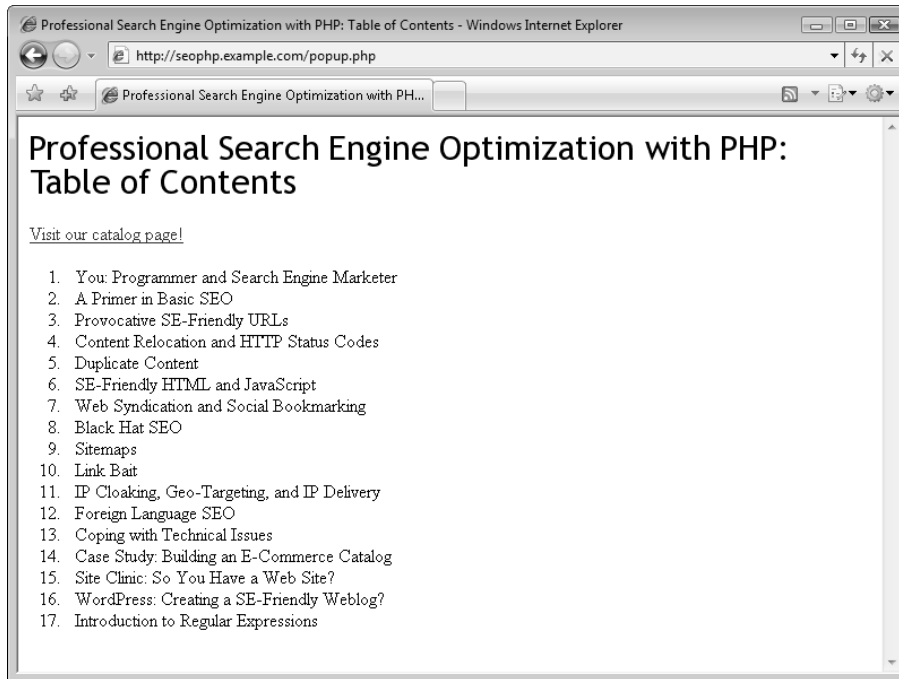 Professional Search Engine Optimization with PHP: Table of Contents - Windows Internet Explorer
http://seophp.example.com/popup.php
Professional Search Engine Optimization with PH...
Professional Search Engine Optimization with PHP:
Table of Contents
Visit our catalog page!
1. You: Programmer and Search Engine Marketer
2. A Primer in Basic SEO
3. Provocative SE-Friendly URLs
4. Content Relocation and HTTP Status Codes
5. Duplicate Content
6. SE-Friendly HTML and JavaScript
7. Web Syndication and Social Bookmarking
8. Black Hat SEO
9. Sitemaps
10. Link Bait
11. IP Cloaking, Geo-Targeting, and IP Delivery
12. Foreign Language SEO
13. Coping with Technical Issues
14. Case Study: Building an E-Commerce Catalog
15. Site Clinic: So You Have a Web Site?
16. WordPress: Creating a SE-Friendly Weblog?
17. Introduction to Regular Expressions